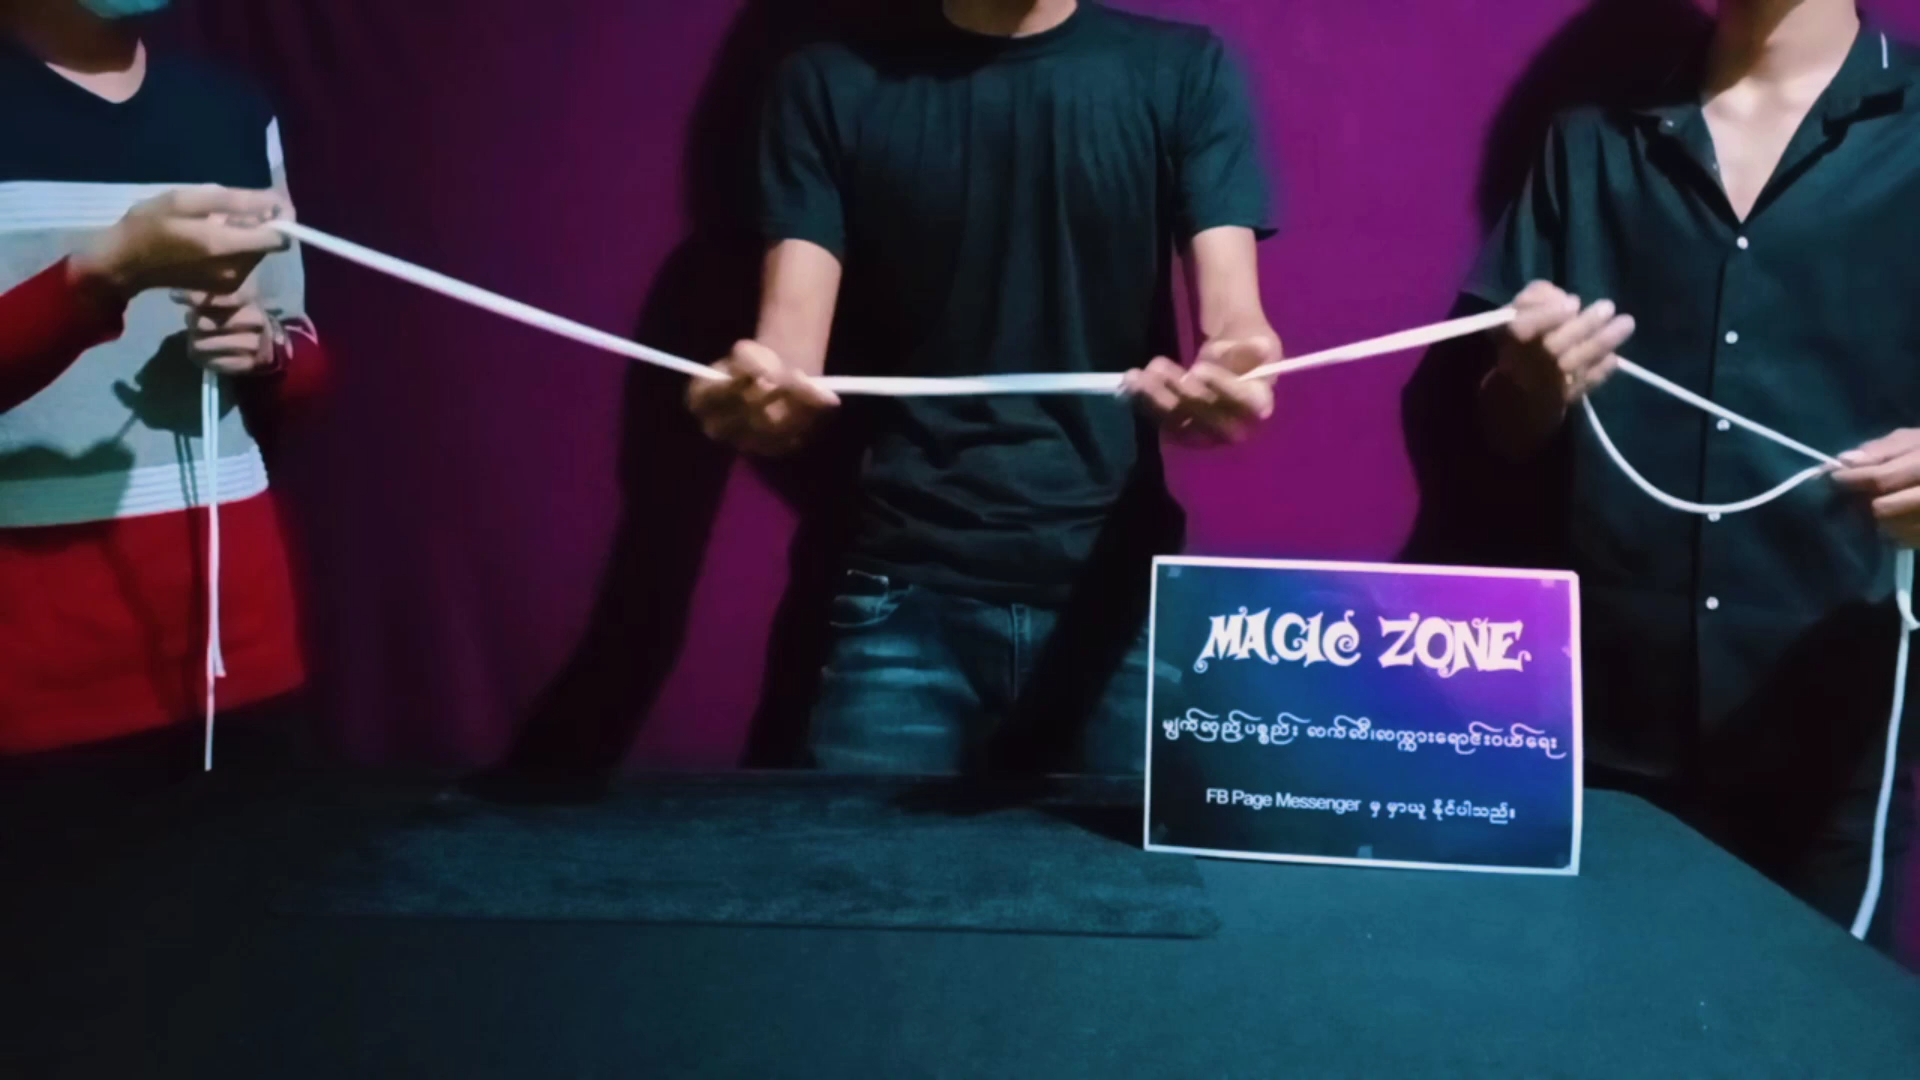 MAGIC ZONE
မျက်လှည့်ပစ္စည်း လက်လီ၊လက္ကားရောင်းဝယ်ရေး
FB Page Messenger မှ မှာယူ နိုင်ပါသည်။